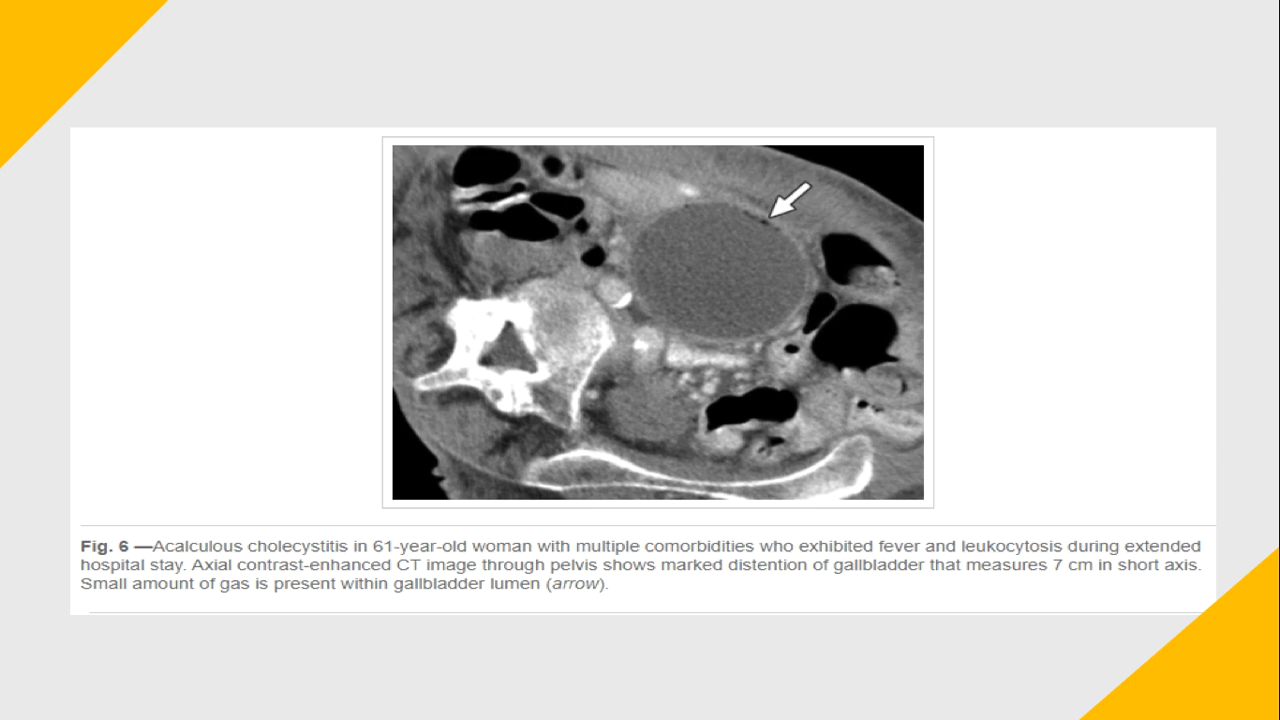 Fig. 6 —Acalculous cholecystitis in 61-year-old woman with multiple comorbidities who exhibited fever and leukocytosis during extended
hospital stay. Axial contrast-enhanced CT image through pelvis shows marked distention of gallbladder that measures 7 cm in short axis.
Small amount of gas is present within gallbladder lumen (arrow).